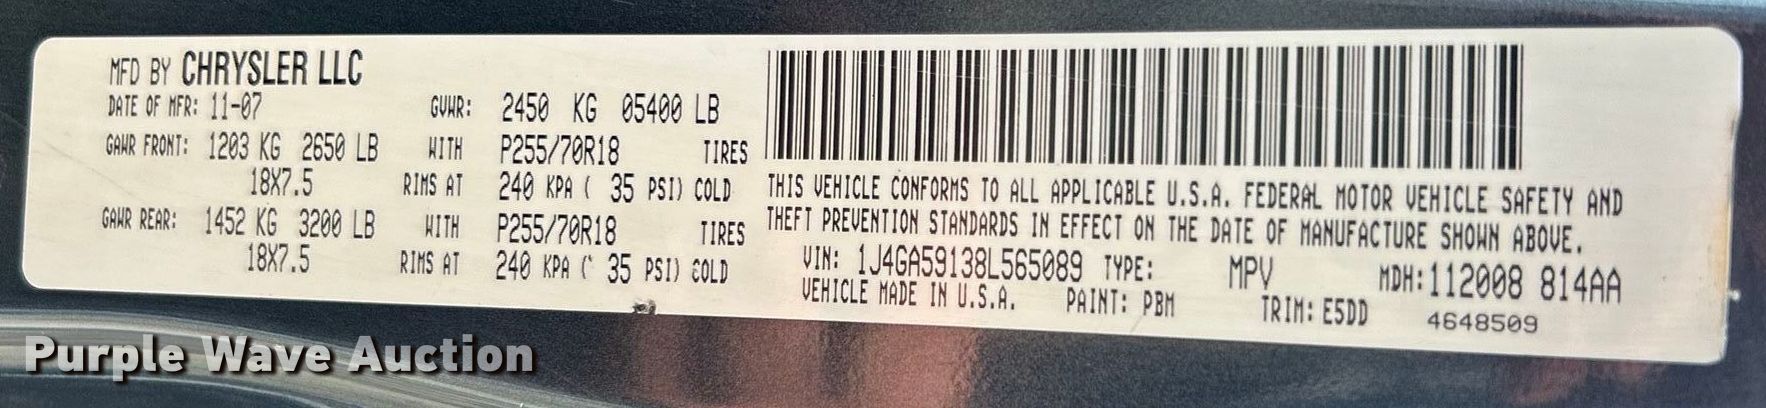 MFD BY CHRYSLER LLC
DATE OF MFR: 11-07 GVWR: 2450 KG 05400 LB
GAWR FRONT: 1203 KG 2650 LB WITH P255/70R18 TIRES
18X7.5 RIMS AT 240 KPA ( 35 PSI) COLD
GAWR REAR: 1452 KG 3200 LB WITH P255/70R18 TIRES
18X7.5 RIMS AT 240 KPA ( 35 PSI) COLD
THIS VEHICLE CONFORMS TO ALL APPLICABLE U.S.A. FEDERAL MOTOR VEHICLE SAFETY AND
THEFT PREVENTION STANDARDS IN EFFECT ON THE DATE OF MANUFACTURE SHOWN ABOVE.
VIN: 1J4GA59138L565089 TYPE: MPV MDH: 112008 814AA
VEHICLE MADE IN U.S.A. PAINT: PBM TRIM: E5DD 4648509
Purple Wave Auction